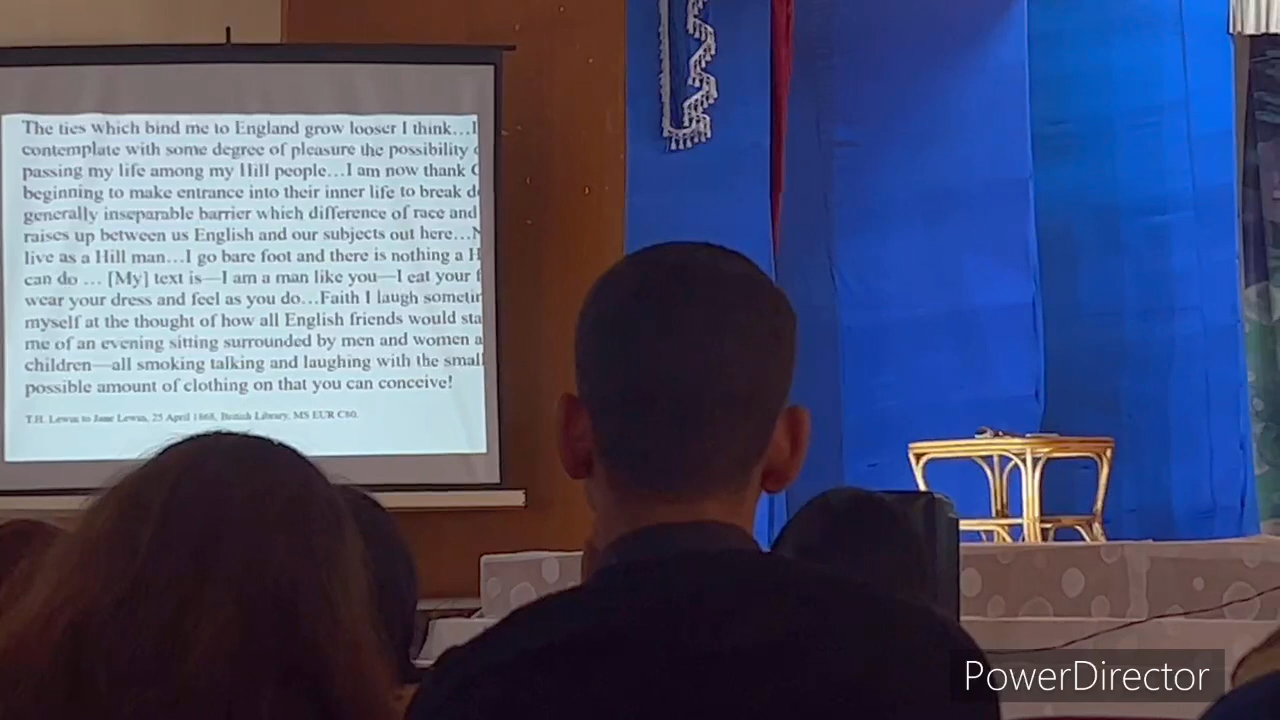 The ties which bind me to England grow looser I think…I
contemplate with some degree of pleasure the possibility
passing my life among my Hill people…I am now thank
beginning to make entrance into their inner life to break d
generally inseparable barrier which difference of race and
raises up between us English and our subjects out here…N
live as a Hill man…I go bare foot and there is nothing a H
can do … [My] text is—I am a man like you—I eat your f
wear your dress and feel as you do…Faith I laugh sometim
myself at the thought of how all English friends would sta
me of an evening sitting surrounded by men and women a
children—all smoking talking and laughing with the small
possible amount of clothing on that you can conceive!
T.H. Lewin to Jane Lewin, 25 April 1868, British Library, MS EUR C80.
PowerDirector